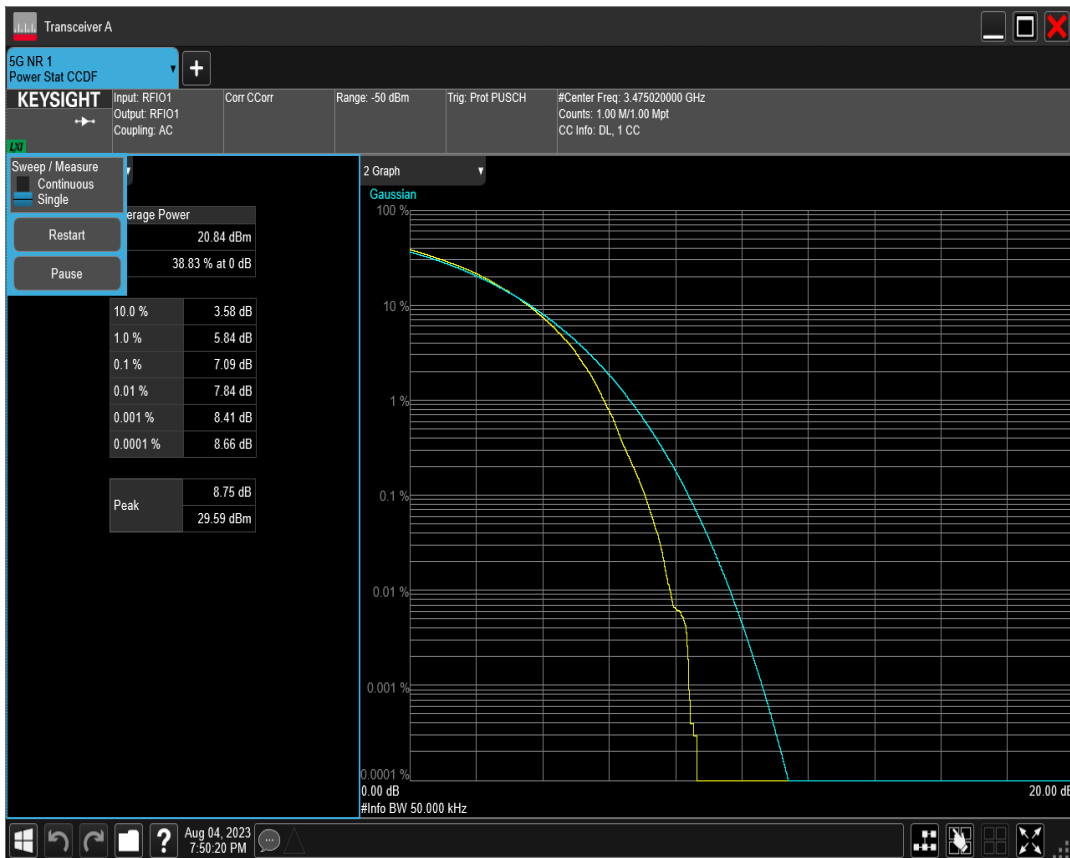 Transceiver A
5G NR 1
Power Stat CCDF
+
KEYSIGHT
LXI
Input: RFIO1
Output: RFIO1
Coupling: AC
Corr CCorr
Range: -50 dBm
Trig: Prot PUSCH
#Center Freq: 3.475020000 GHz
Counts: 1.00 M/1.00 Mpt
CC Info: DL, 1 CC
Sweep / Measure
Continuous
Single
Restart
Pause
erage Power
20.84 dBm
38.83 % at 0 dB
10.0 % 3.58 dB
1.0 % 5.84 dB
0.1 % 7.09 dB
0.01 % 7.84 dB
0.001 % 8.41 dB
0.0001 % 8.66 dB
Peak
8.75 dB
29.59 dBm
2 Graph
Gaussian
100 %
10 %
1 %
0.1 %
0.01 %
0.001 %
0.0001 %
0.00 dB 20.00 dB
#Info BW 50.000 kHz
?
Aug 04, 2023
7:50:20 PM